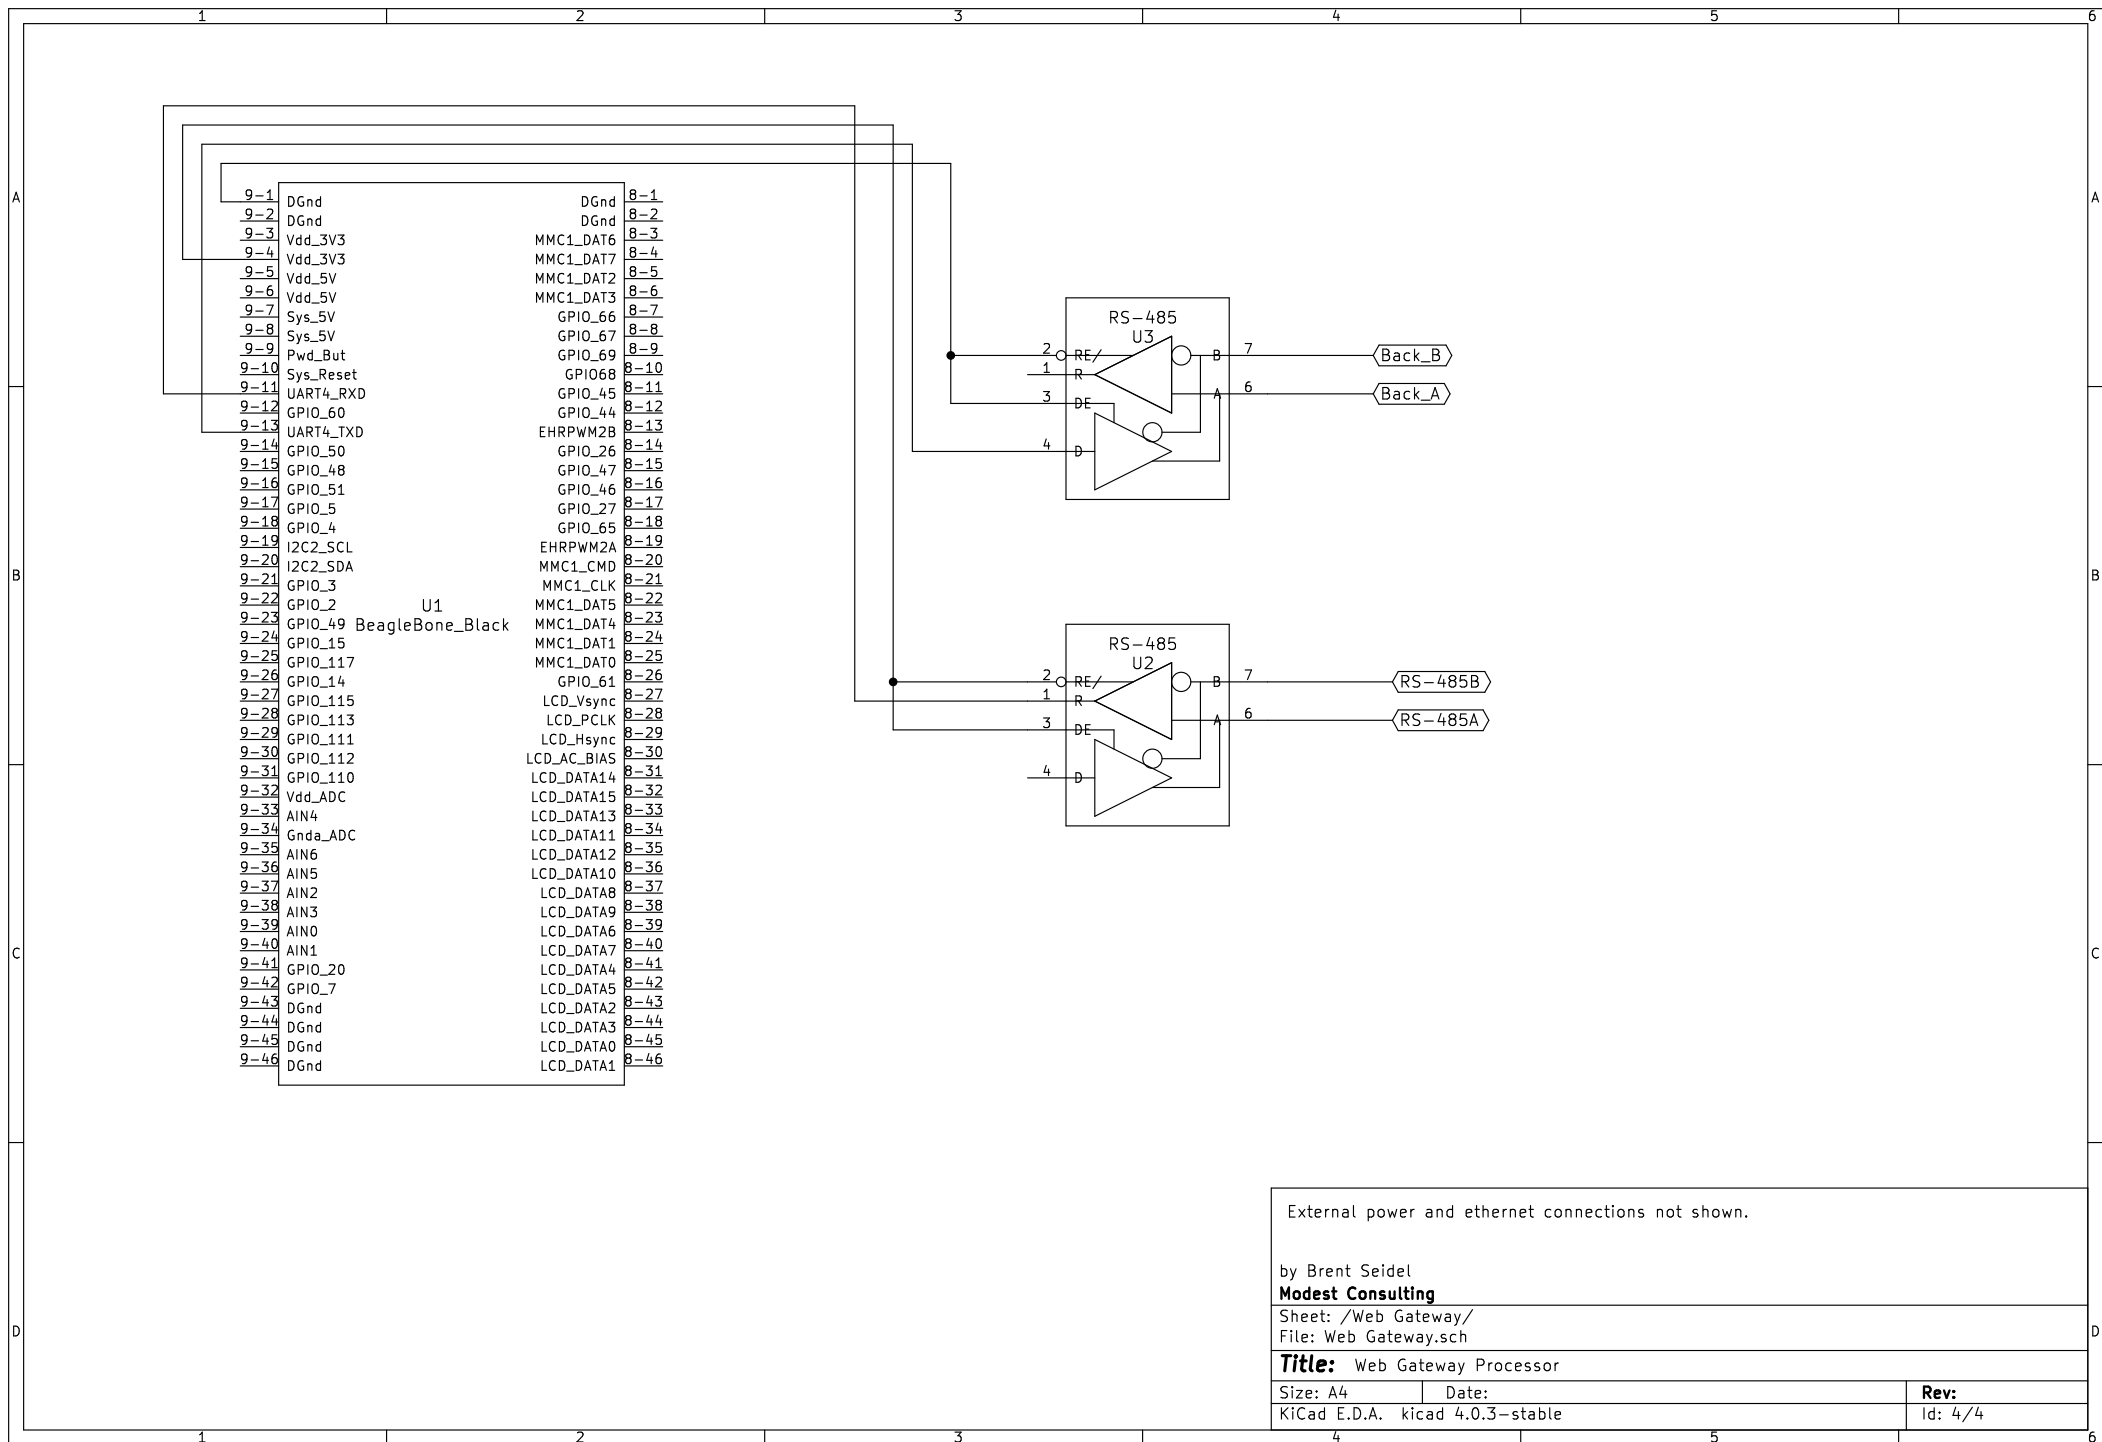 1 2 3 4 5 6
A A
B B
C C
D D
9-1 DGnd DGnd 8-1
9-2 DGnd DGnd 8-2
9-3 Vdd_3V3 MMC1_DAT6 8-3
9-4 Vdd_3V3 MMC1_DAT7 8-4
9-5 Vdd_5V MMC1_DAT2 8-5
9-6 Vdd_5V MMC1_DAT3 8-6
9-7 Sys_5V GPIO_66 8-7
9-8 Sys_5V GPIO_67 8-8
9-9 Pwd_But GPIO_69 8-9
9-10 Sys_Reset GPIO68 8-10
9-11 UART4_RXD GPIO_45 8-11
9-12 GPIO_60 GPIO_44 8-12
9-13 UART4_TXD EHRPWM2B 8-13
9-14 GPIO_50 GPIO_26 8-14
9-15 GPIO_48 GPIO_47 8-15
9-16 GPIO_51 GPIO_46 8-16
9-17 GPIO_5 GPIO_27 8-17
9-18 GPIO_4 GPIO_65 8-18
9-19 I2C2_SCL EHRPWM2A 8-19
9-20 I2C2_SDA MMC1_CMD 8-20
9-21 GPIO_3 MMC1_CLK 8-21
9-22 GPIO_2 MMC1_DAT5 8-22
9-23 GPIO_49 MMC1_DAT4 8-23
9-24 GPIO_15 MMC1_DAT1 8-24
9-25 GPIO_117 MMC1_DAT0 8-25
9-26 GPIO_14 GPIO_61 8-26
9-27 GPIO_115 LCD_Vsync 8-27
9-28 GPIO_113 LCD_PCLK 8-28
9-29 GPIO_111 LCD_Hsync 8-29
9-30 GPIO_112 LCD_AC_BIAS 8-30
9-31 GPIO_110 LCD_DATA14 8-31
9-32 Vdd_ADC LCD_DATA15 8-32
9-33 AIN4 LCD_DATA13 8-33
9-34 Gnda_ADC LCD_DATA11 8-34
9-35 AIN6 LCD_DATA12 8-35
9-36 AIN5 LCD_DATA10 8-36
9-37 AIN2 LCD_DATA8 8-37
9-38 AIN3 LCD_DATA9 8-38
9-39 AIN0 LCD_DATA6 8-39
9-40 AIN1 LCD_DATA7 8-40
9-41 GPIO_20 LCD_DATA4 8-41
9-42 GPIO_7 LCD_DATA5 8-42
9-43 DGnd LCD_DATA2 8-43
9-44 DGnd LCD_DATA3 8-44
9-45 DGnd LCD_DATA0 8-45
9-46 DGnd LCD_DATA1 8-46
U1
BeagleBone_Black
RS-485
U3
2 RE/ B 7 Back_B
1 R
A 6 Back_A
3 DE
4 D
RS-485
U2
2 RE/ B 7 RS-485B
1 R
A 6 RS-485A
3 DE
4 D
External power and ethernet connections not shown.
by Brent Seidel
Modest Consulting
Sheet: /Web Gateway/
File: Web Gateway.sch
Title: Web Gateway Processor
Size: A4 Date: Rev:
KiCad E.D.A. kicad 4.0.3-stable Id: 4/4
1 2 3 4 5 6